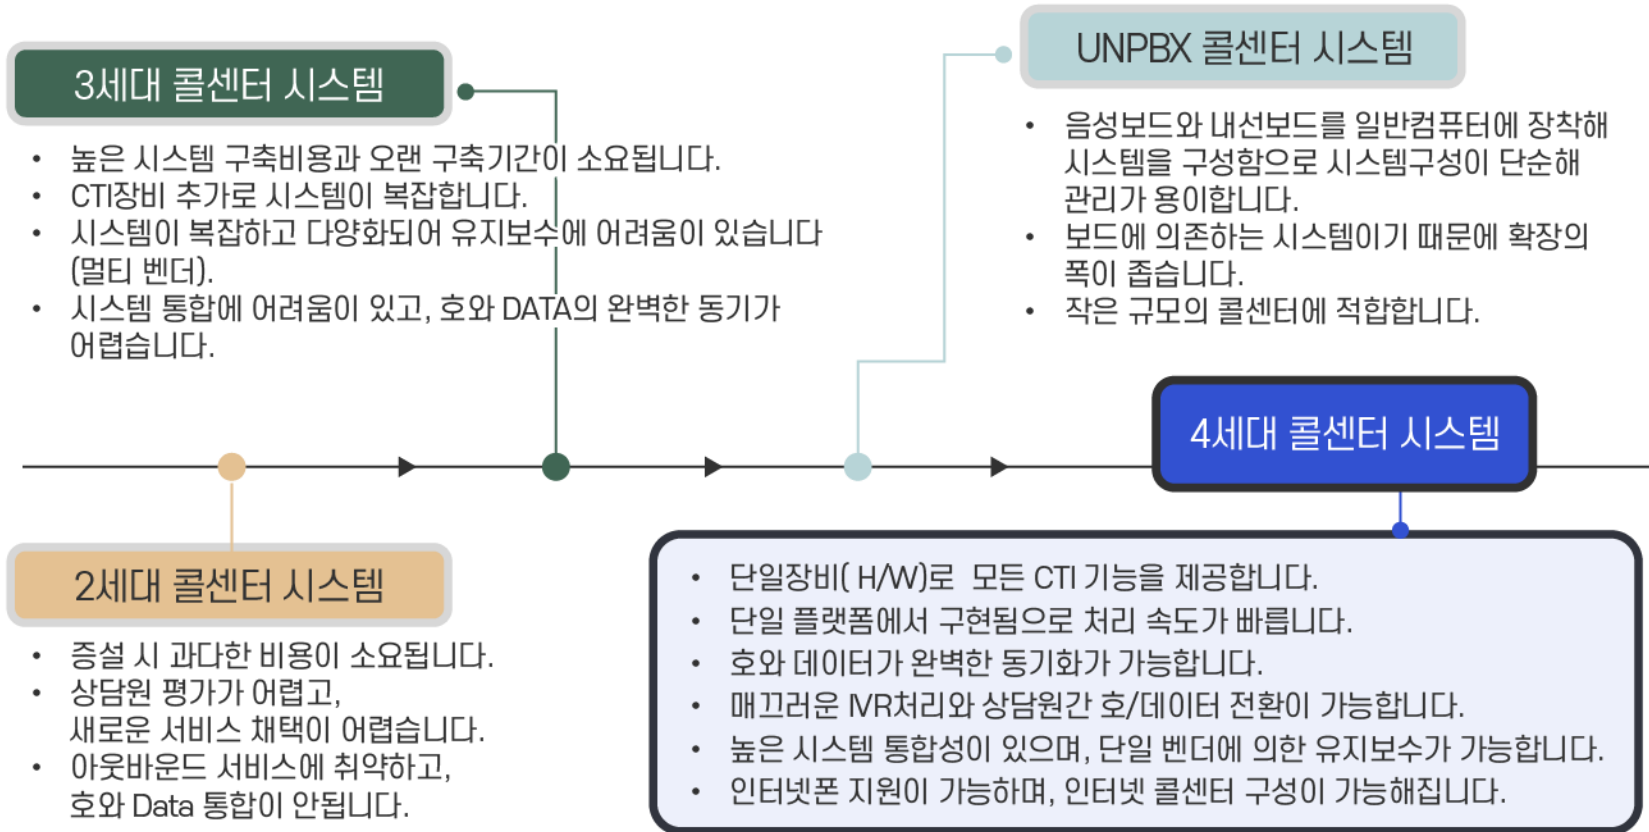 3세대 콜센터 시스템
• 높은 시스템 구축비용과 오랜 구축기간이 소요됩니다.
• CTI장비 추가로 시스템이 복잡합니다.
• 시스템이 복잡하고 다양화되어 유지보수에 어려움이 있습니다
(멀티 벤더).
• 시스템 통합에 어려움이 있고, 호와 DATA의 완벽한 동기가
어렵습니다.
UNPBX 콜센터 시스템
• 음성보드와 내선보드를 일반컴퓨터에 장착해
시스템을 구성함으로 시스템구성이 단순해
관리가 용이합니다.
• 보드에 의존하는 시스템이기 때문에 확장의
폭이 좁습니다.
• 작은 규모의 콜센터에 적합합니다.
2세대 콜센터 시스템
• 증설 시 과다한 비용이 소요됩니다.
• 상담원 평가가 어렵고,
새로운 서비스 채택이 어렵습니다.
• 아웃바운드 서비스에 취약하고,
호와 Data 통합이 안됩니다.
4세대 콜센터 시스템
• 단일장비( H/W)로 모든 CTI 기능을 제공합니다.
• 단일 플랫폼에서 구현됨으로 처리 속도가 빠릅니다.
• 호와 데이터가 완벽한 동기화가 가능합니다.
• 매끄러운 IVR처리와 상담원간 호/데이터 전환이 가능합니다.
• 높은 시스템 통합성이 있으며, 단일 벤더에 의한 유지보수가 가능합니다.
• 인터넷폰 지원이 가능하며, 인터넷 콜센터 구성이 가능해집니다.